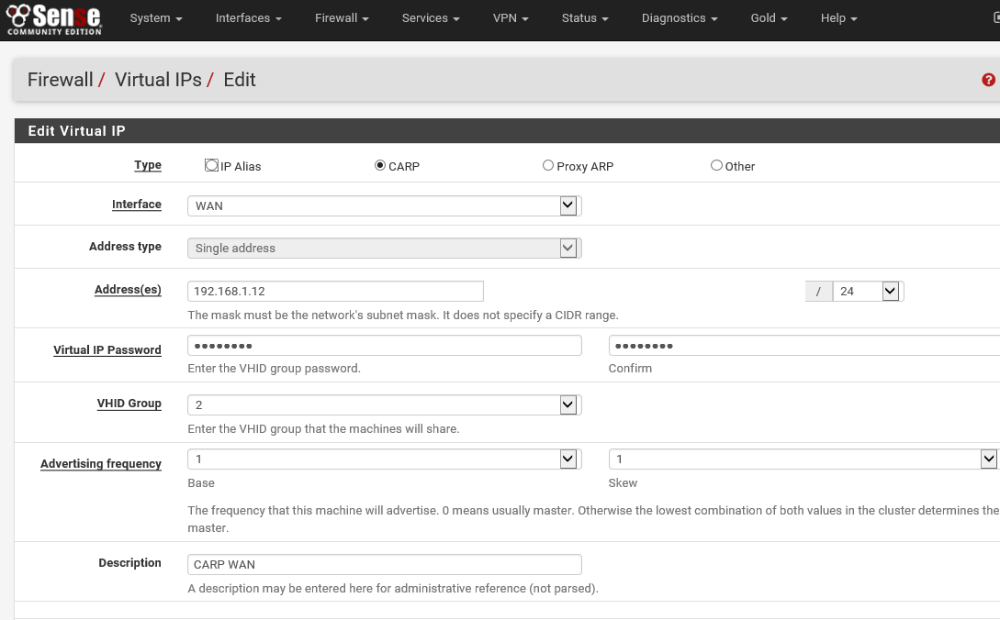 Sense
COMMUNITY EDITION
System Interfaces Firewall Services VPN Status Diagnostics Gold Help
Firewall / Virtual IPs / Edit
?
Edit Virtual IP
Type IP Alias CARP Proxy ARP Other
Interface WAN
Address type Single address
Address(es) 192.168.1.12 / 24
The mask must be the network's subnet mask. It does not specify a CIDR range.
Virtual IP Password •••••••• ••••••••
Enter the VHID group password. Confirm
VHID Group 2
Enter the VHID group that the machines will share.
Advertising frequency 1 1
Base Skew
The frequency that this machine will advertise. 0 means usually master. Otherwise the lowest combination of both values in the cluster determines the
master.
Description CARP WAN
A description may be entered here for administrative reference (not parsed).